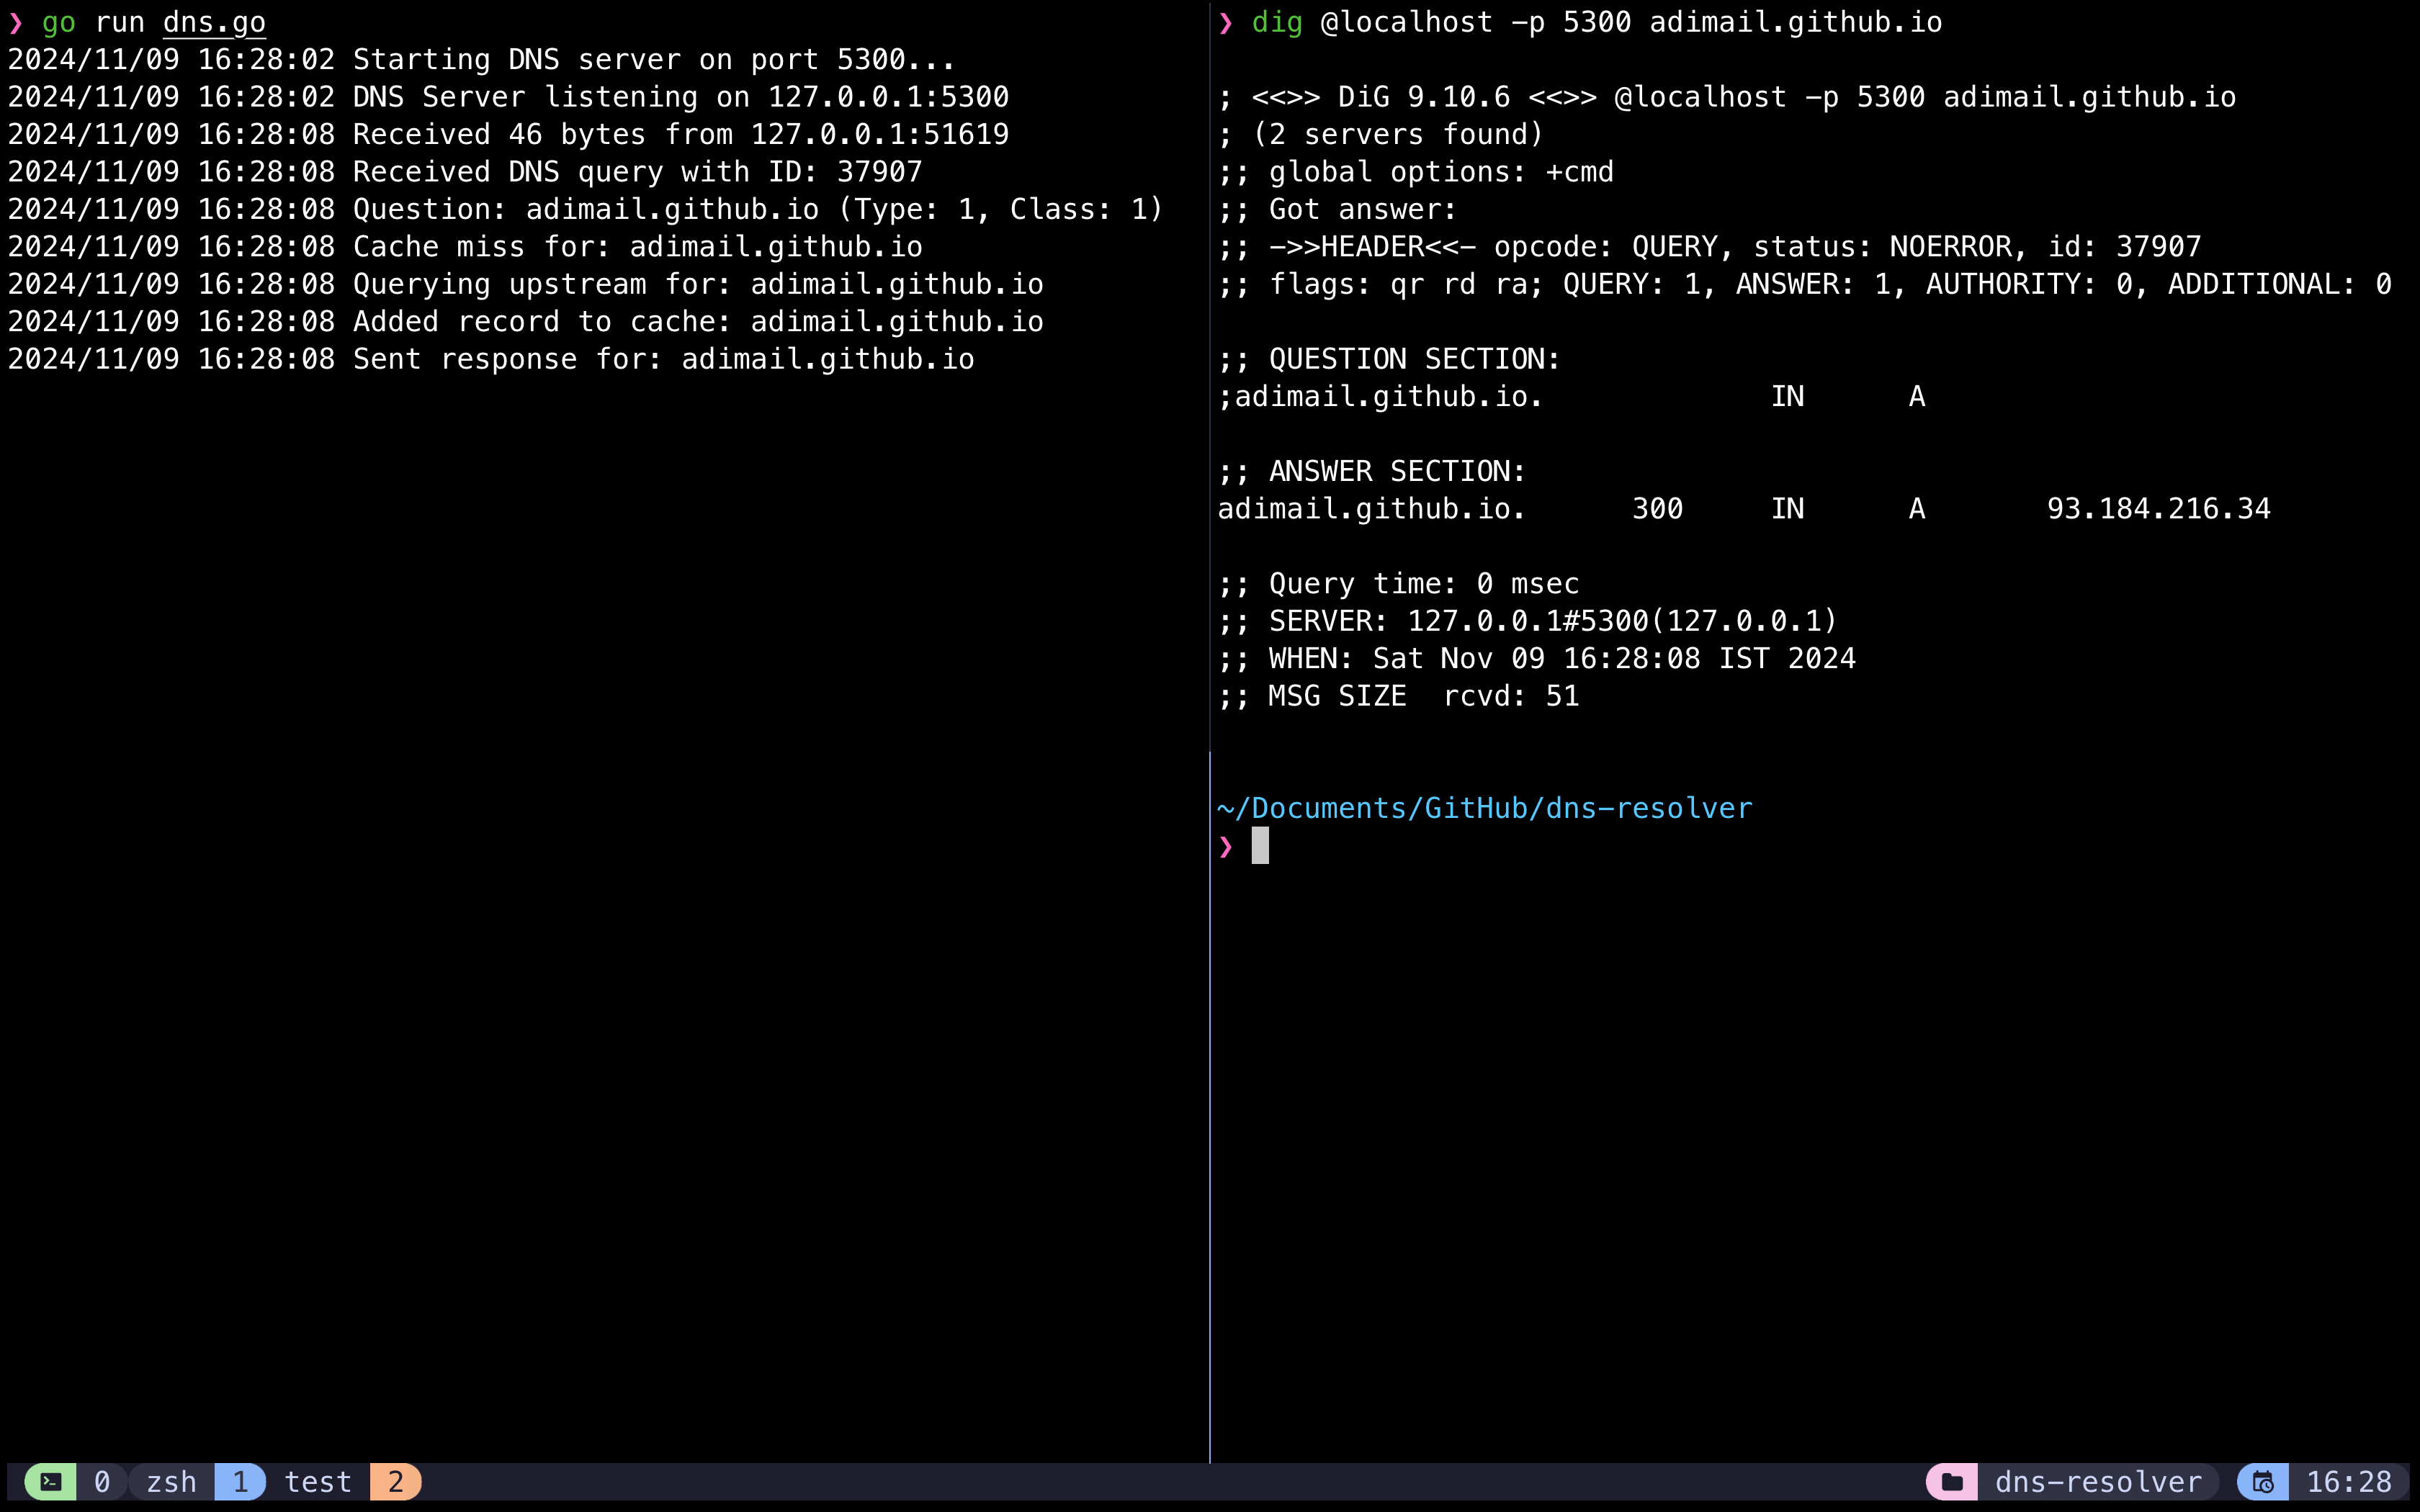 ❯ go run dns.go
2024/11/09 16:28:02 Starting DNS server on port 5300...
2024/11/09 16:28:02 DNS Server listening on 127.0.0.1:5300
2024/11/09 16:28:08 Received 46 bytes from 127.0.0.1:51619
2024/11/09 16:28:08 Received DNS query with ID: 37907
2024/11/09 16:28:08 Question: adimail.github.io (Type: 1, Class: 1)
2024/11/09 16:28:08 Cache miss for: adimail.github.io
2024/11/09 16:28:08 Querying upstream for: adimail.github.io
2024/11/09 16:28:08 Added record to cache: adimail.github.io
2024/11/09 16:28:08 Sent response for: adimail.github.io
❯ dig @localhost -p 5300 adimail.github.io
; <<>> DiG 9.10.6 <<>> @localhost -p 5300 adimail.github.io
; (2 servers found)
;; global options: +cmd
;; Got answer:
;; ->>HEADER<<- opcode: QUERY, status: NOERROR, id: 37907
;; flags: qr rd ra; QUERY: 1, ANSWER: 1, AUTHORITY: 0, ADDITIONAL: 0
;; QUESTION SECTION:
;adimail.github.io. IN A
;; ANSWER SECTION:
adimail.github.io. 300 IN A 93.184.216.34
;; Query time: 0 msec
;; SERVER: 127.0.0.1#5300(127.0.0.1)
;; WHEN: Sat Nov 09 16:28:08 IST 2024
;; MSG SIZE  rcvd: 51
~/Documents/GitHub/dns-resolver
❯
0 zsh 1 test 2 dns-resolver 16:28